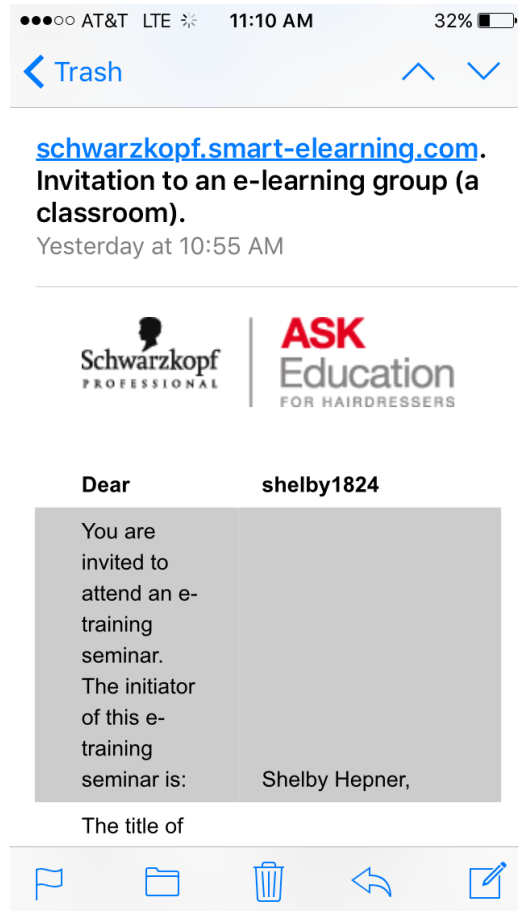 AT&T LTE 11:10 AM 32%
Trash
schwarzkopf.smart-elearning.com.
Invitation to an e-learning group (a
classroom).
Yesterday at 10:55 AM
Schwarzkopf
PROFESSIONAL
ASK
Education
FOR HAIRDRESSERS
Dear shelby1824
You are
invited to
attend an e-
training
seminar.
The initiator
of this e-
training
seminar is: Shelby Hepner,
The title of